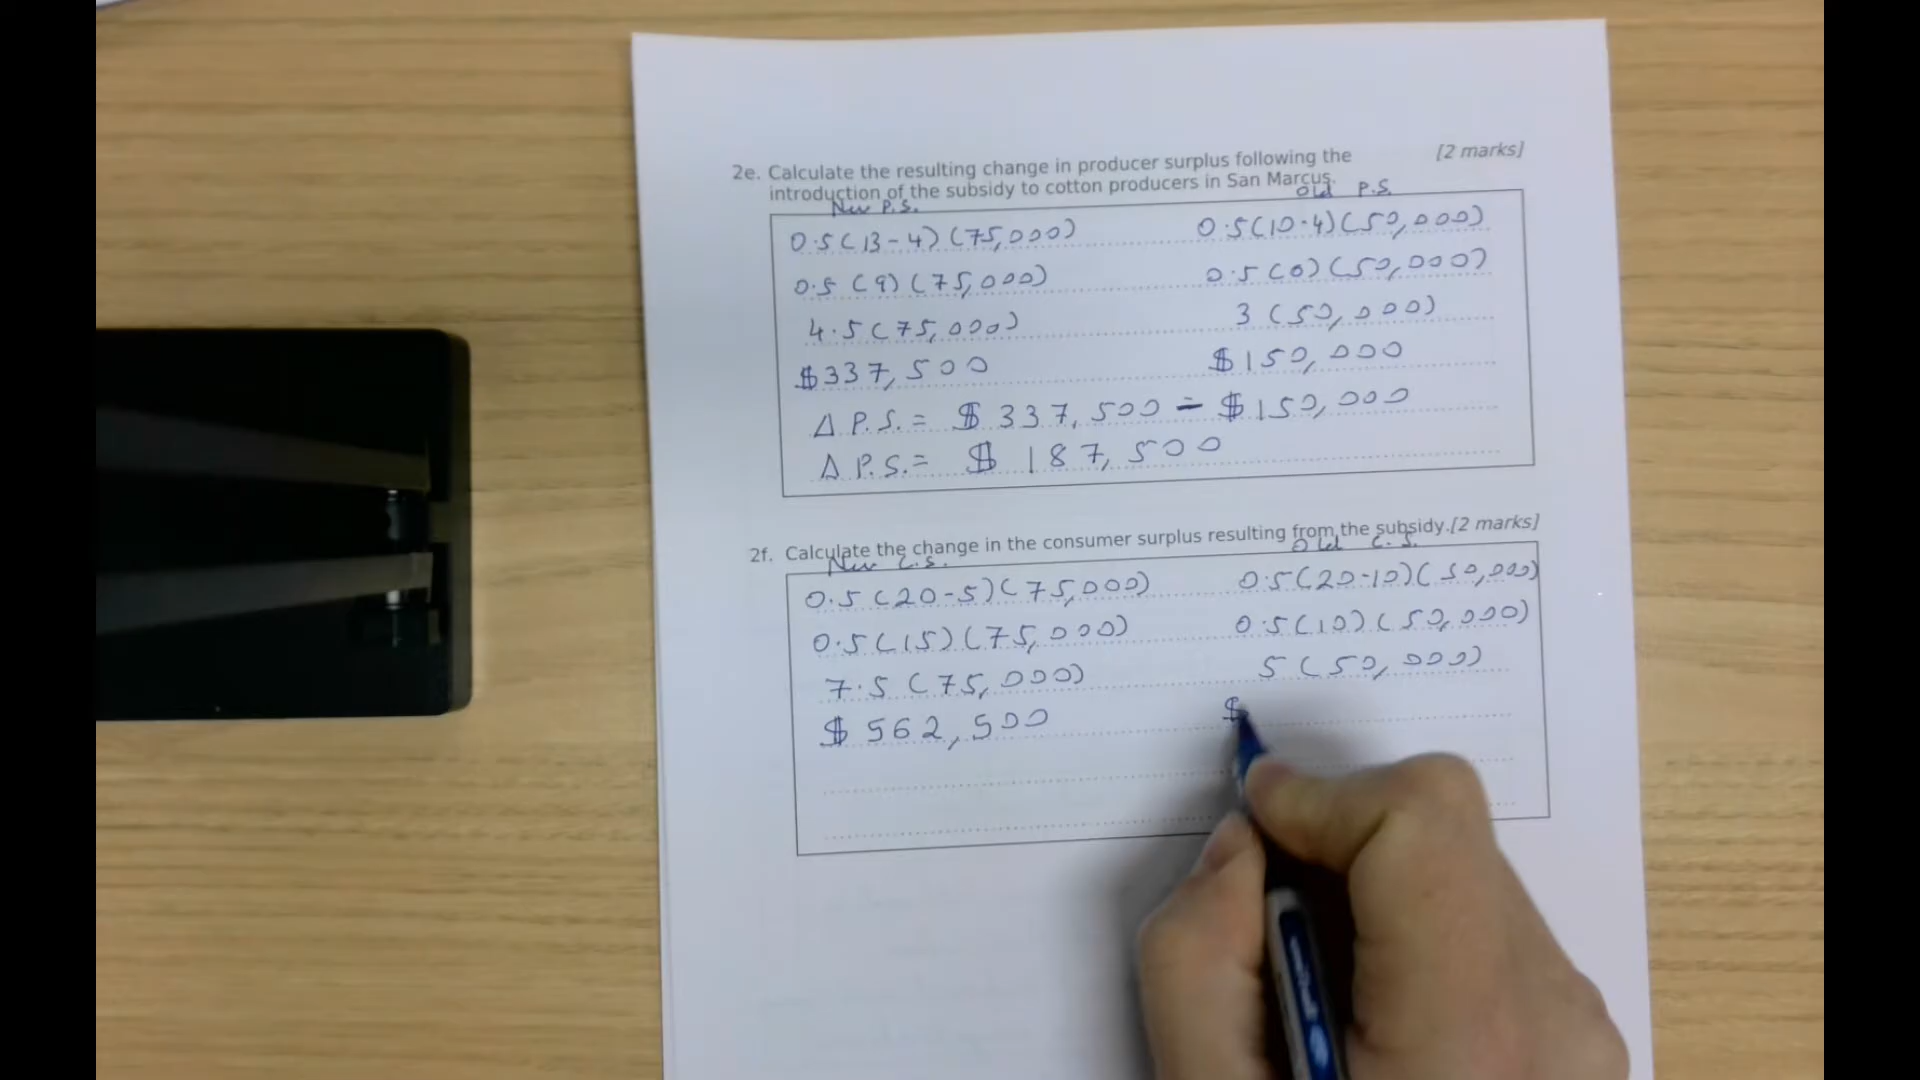 2e. Calculate the resulting change in producer surplus following the [2 marks]
introduction of the subsidy to cotton producers in San Marcus.
New P.S. Old P.S.
0.5(13-4)(75,000) 0.5(10-4)(50,000)
0.5(9)(75,000) 0.5(6)(50,000)
4.5(75,000) 3(50,000)
$337,500 $150,000
Δ P.S. = $337,500 - $150,000
Δ P.S. = $187,500
2f. Calculate the change in the consumer surplus resulting from the subsidy. [2 marks]
New C.S. Old C.S.
0.5(20-5)(75,000) 0.5(20-10)(50,000)
0.5(15)(75,000) 0.5(10)(50,000)
7.5(75,000) 5(50,000)
$562,500 $